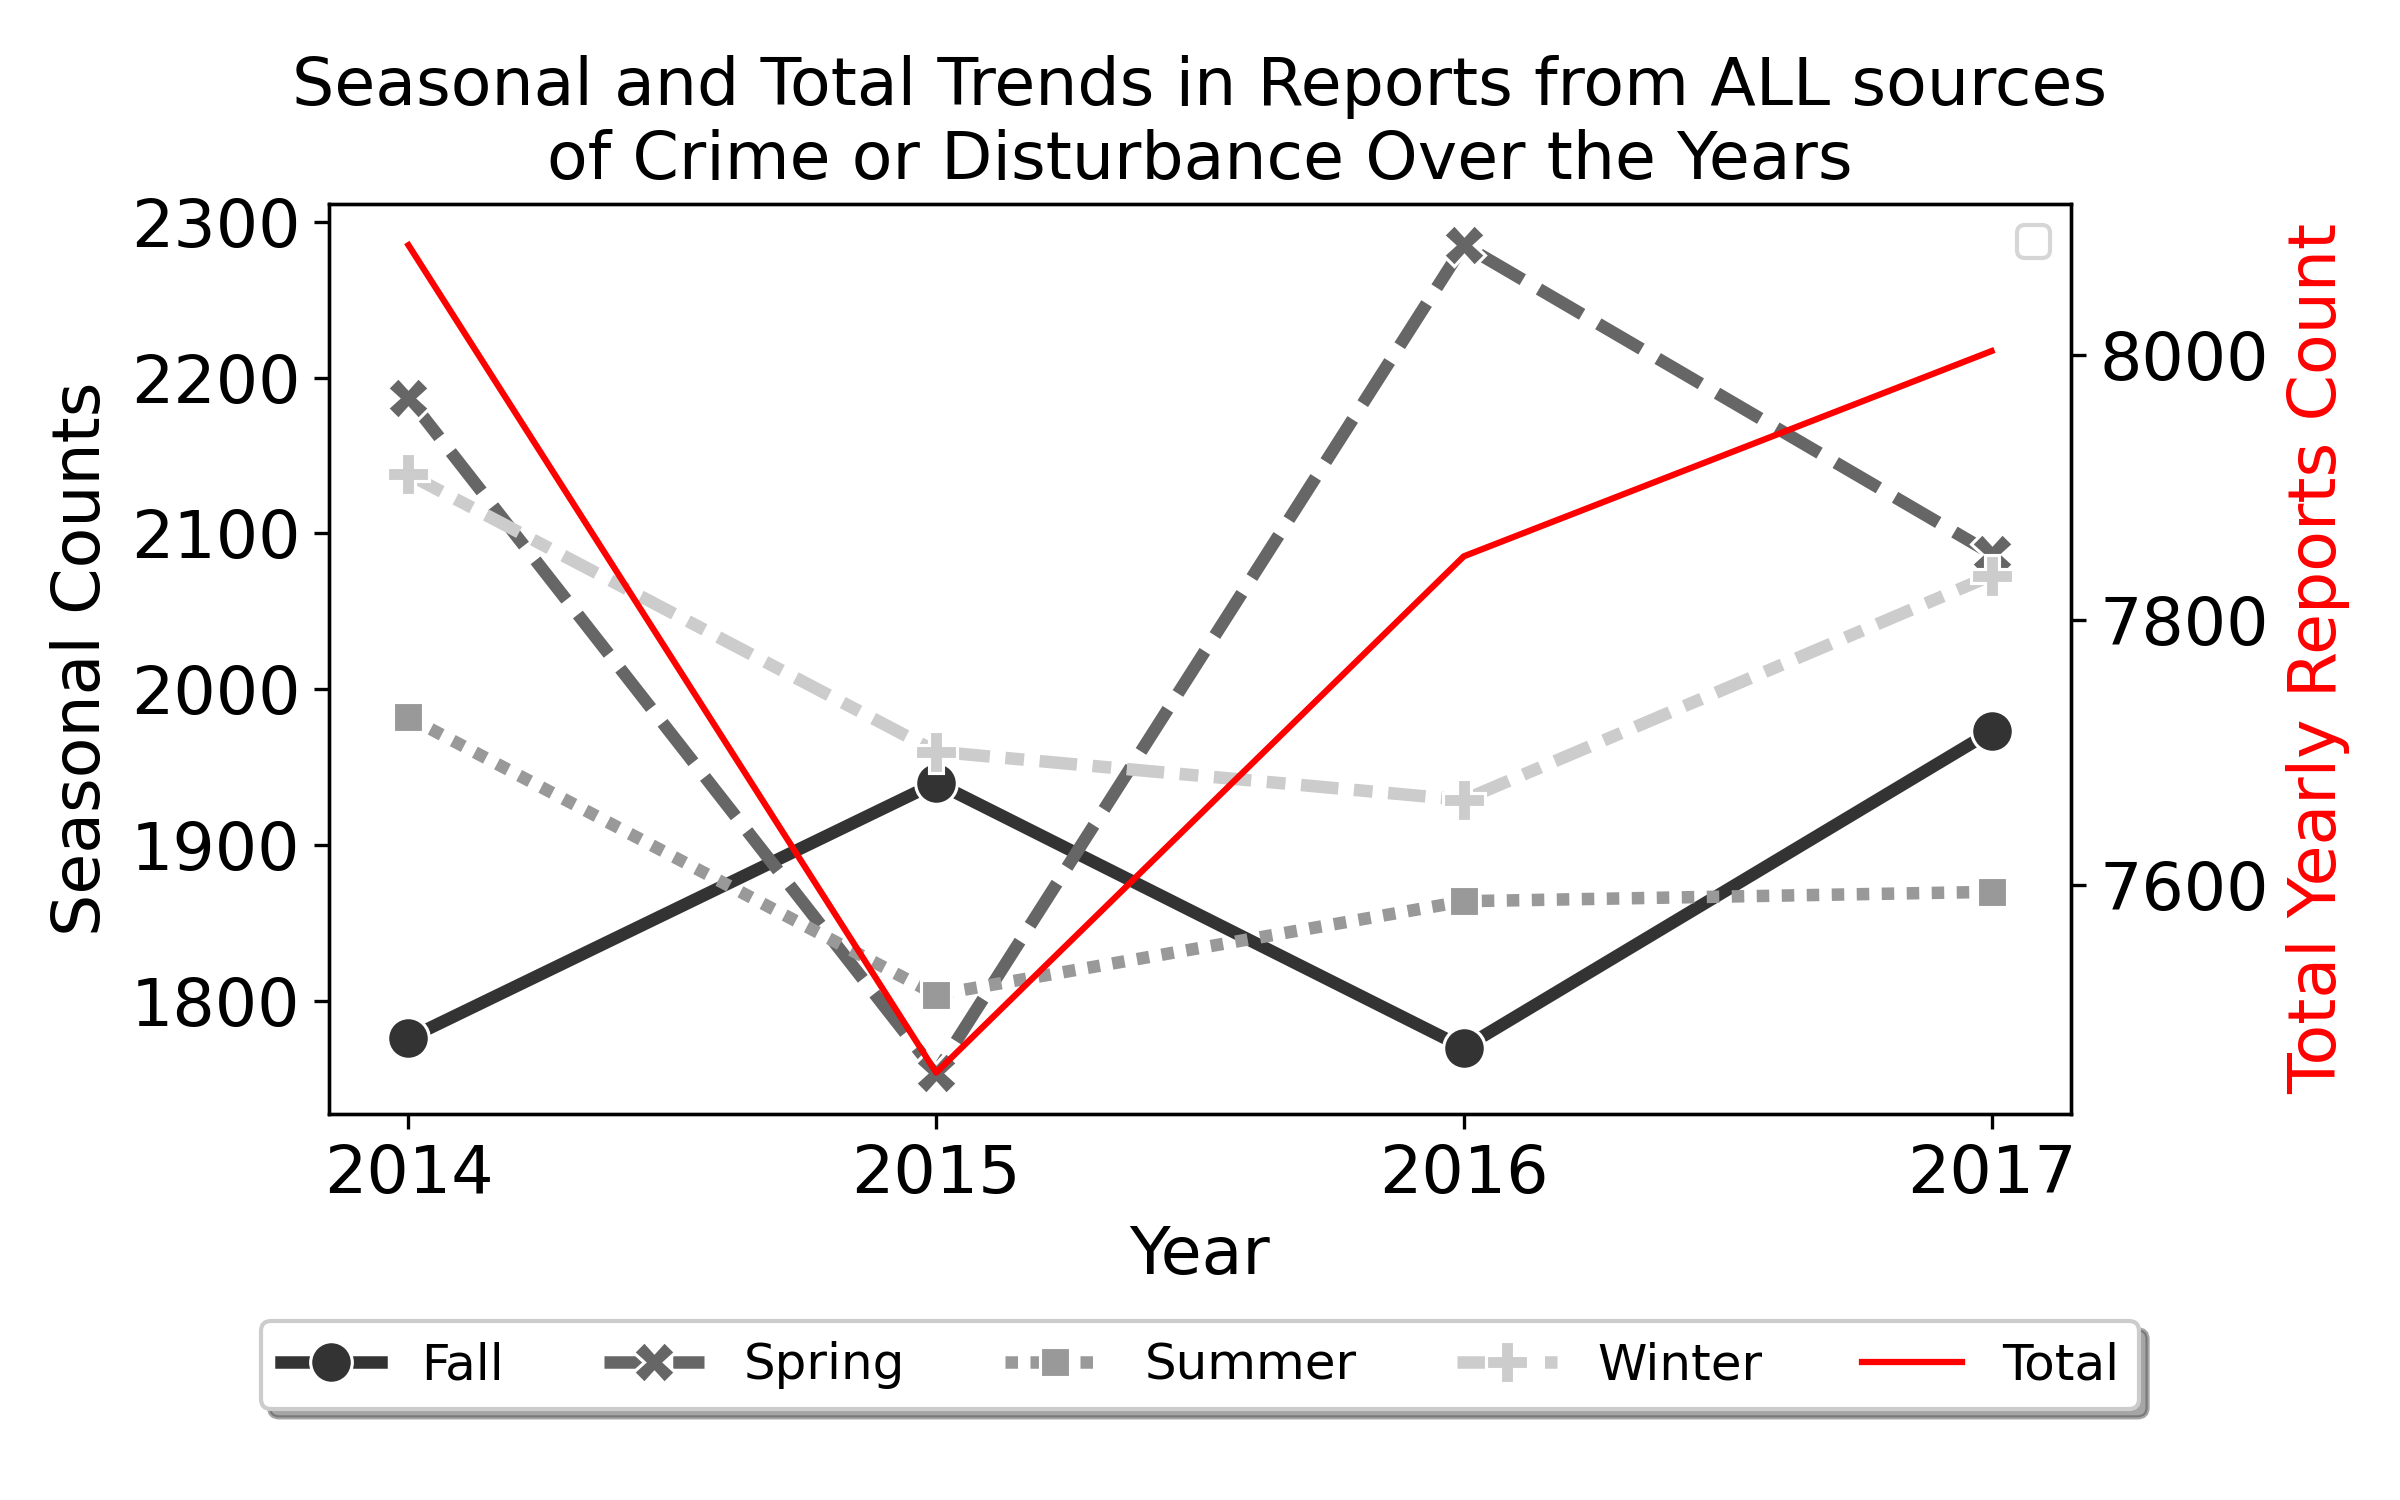 Seasonal and Total Trends in Reports from ALL sources
of Crime or Disturbance Over the Years
Seasonal Counts
2300
2200
2100
2000
1900
1800
8000
7800
7600
Total Yearly Reports Count
2014 2015 2016 2017
Year
Fall Spring Summer Winter Total